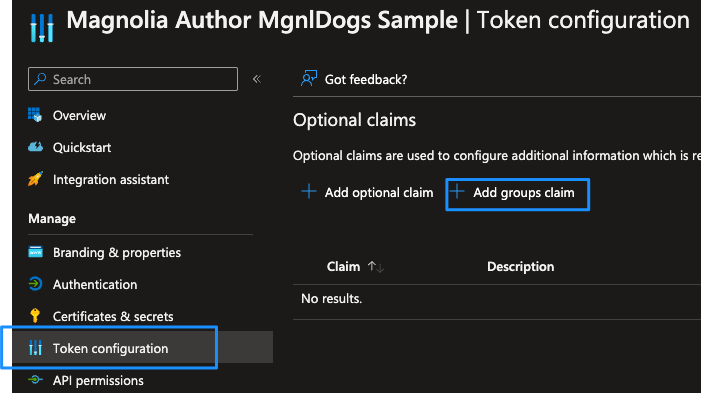 Magnolia Author MgnlDogs Sample | Token configuration
Search
Got feedback?
Overview
Optional claims
Quickstart
Optional claims are used to configure additional information which is re
Integration assistant
Add optional claim
Add groups claim
Manage
Branding & properties
Claim
Description
Authentication
No results.
Certificates & secrets
Token configuration
API permissions